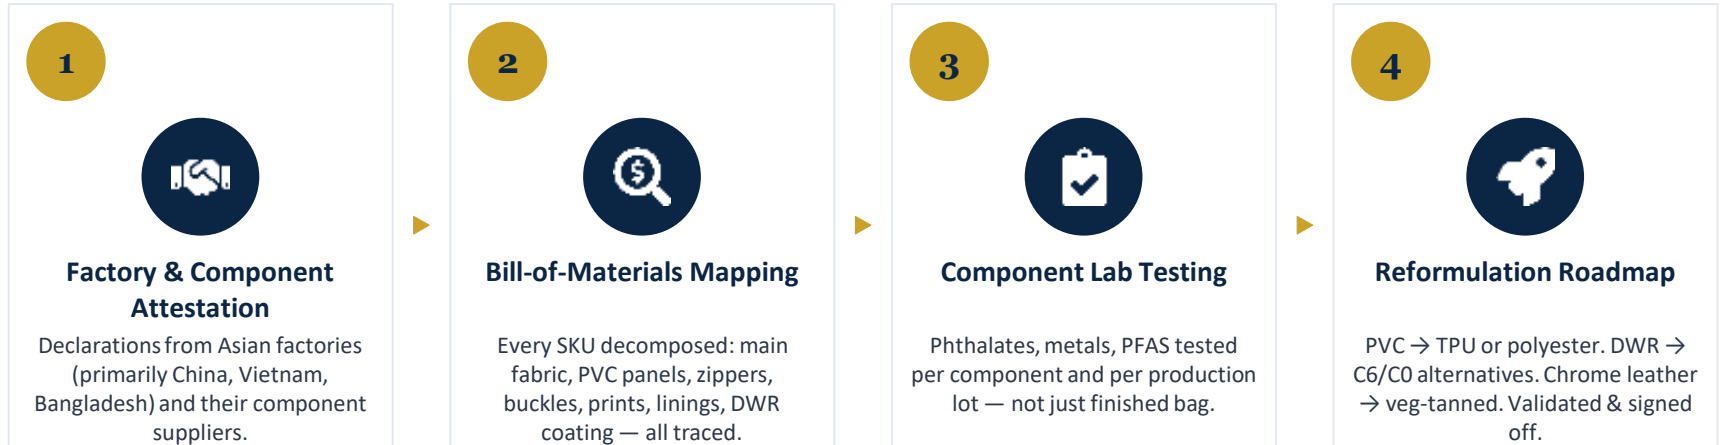 1
Factory & Component
Attestation
Declarations from Asian factories
(primarily China, Vietnam,
Bangladesh) and their component
suppliers.
2
$
Bill-of-Materials Mapping
Every SKU decomposed: main
fabric, PVC panels, zippers,
buckles, prints, linings, DWR
coating — all traced.
3
Component Lab Testing
Phthalates, metals, PFAS tested
per component and per production
lot — not just finished bag.
4
Reformulation Roadmap
PVC → TPU or polyester. DWR →
C6/C0 alternatives. Chrome leather
→ veg-tanned. Validated & signed
off.